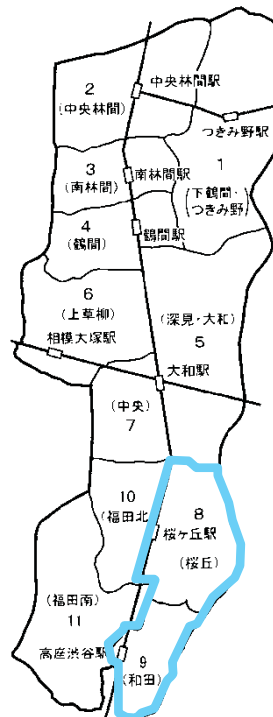 中央林間駅
2
(中央林間)
つきみ野駅
1
(下鶴間・
つきみ野)
3
(南林間)
南林間駅
4
(鶴間)
鶴間駅
6
(上草柳)
相模大塚駅
(深見・大和)
5
大和駅
(中央)
7
10
(福田北)
8
桜ヶ丘駅
(桜丘)
(福田南)
11
高座渋谷駅
9
(和田)